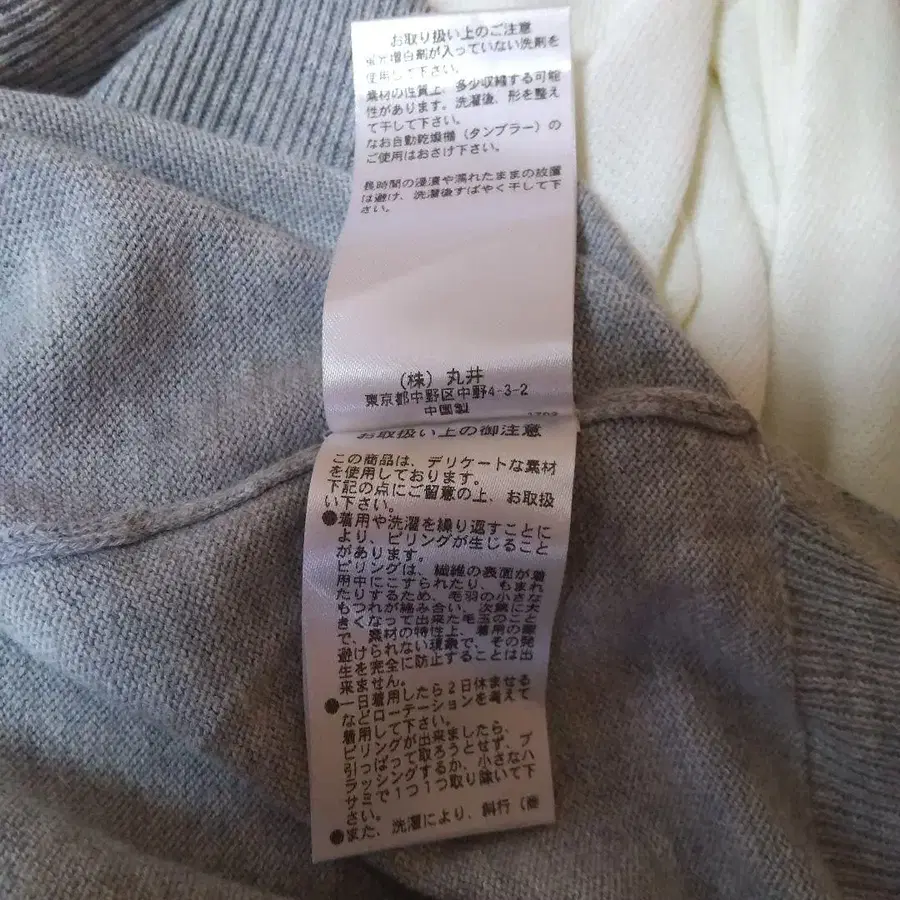 お取り扱い上のご注意
蛍光増白剤が入っていない洗剤を
使用して下さい。
素材の性質上、多少収縮する可能
性があります。洗濯後、形を整え
て干して下さい。
なお自動乾燥機（タンブラー）の
ご使用はおさけ下さい。
長時間の浸漬や濡れたままの放置
は避け、洗濯後すばやく干して下
さい。
（株）丸井
東京都中野区中野4-3-2
中国製
お取扱い上の御注意
この商品は、デリケートな素材
を使用しております。
下記の点にご留意の上、お取扱
い下さい。
●着用や洗濯を繰り返すことに
より、ピリングが生じること
があります。
ピリングは、繊維の表面が着
用中にこすられたり、もまれ
たりするため、毛羽の小さな
もつれが絡み合い、次第に大
きくなって出来た毛玉のこと
で、素材の特性上、着用の際
避けられない現象で、その発
生を完全に防止することは出
来ません。
●一日着用したら2日休ませる
などローテーションを考えて
着用して下さい。
ピリングが出来ましたら、
引っぱって取ろうとせず、ブ
ラッシングするか、小さなハ
サミで1つ1つ取り除いて下
さい。
●また、洗濯により、斜行（